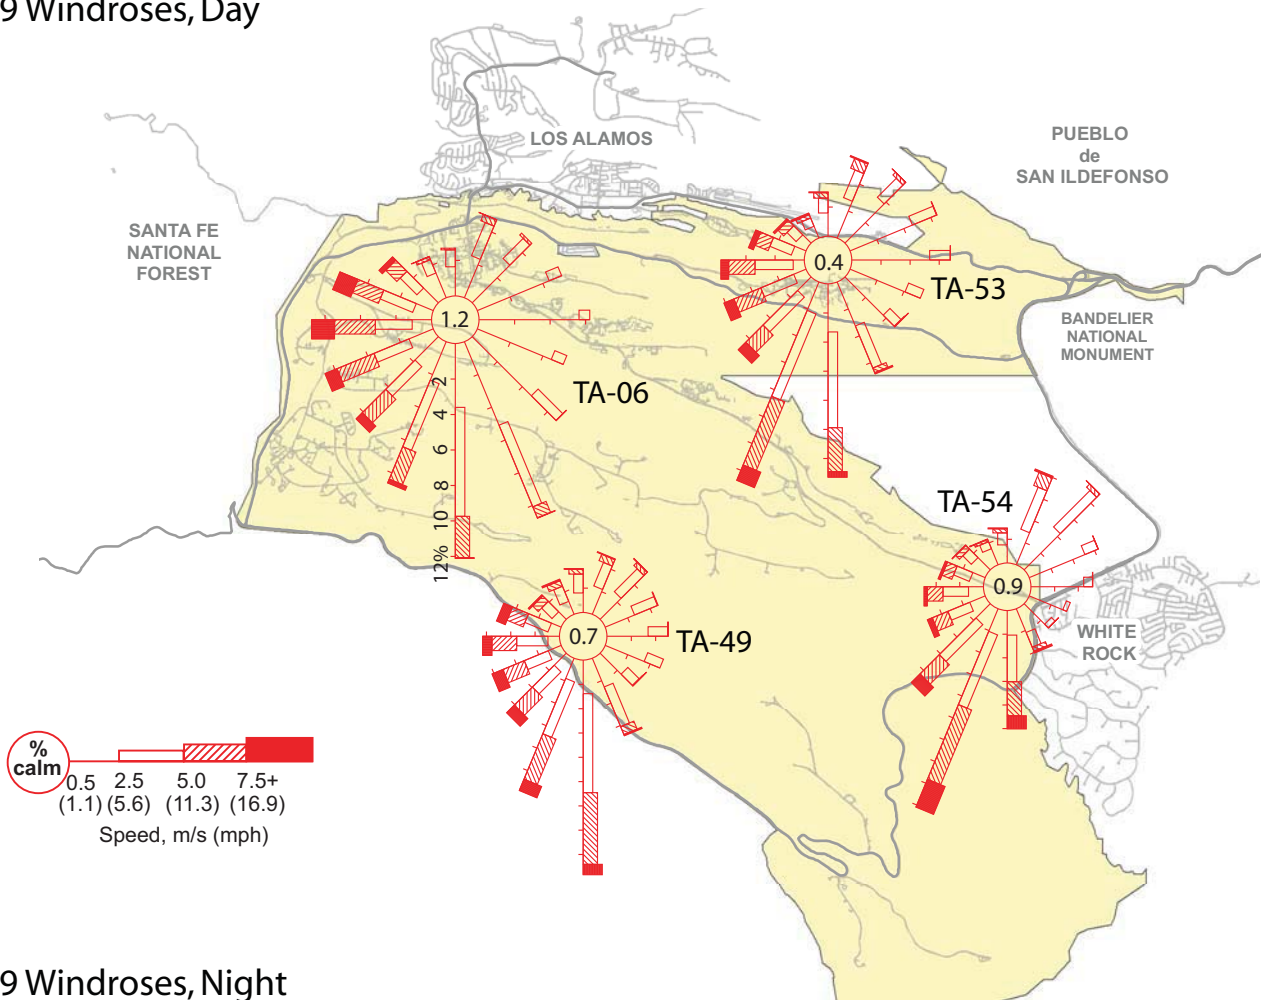 9 Windroses, Day
LOS ALAMOS
PUEBLO
de
SAN ILDEFONSO
SANTA FE
NATIONAL
FOREST
0.4
TA-53
1.2
BANDELIER
NATIONAL
MONUMENT
TA-06
2
4
6
8
10
12%
TA-54
0.9
0.7
TA-49
WHITE
ROCK
%
calm
0.5 2.5 5.0 7.5+
(1.1) (5.6) (11.3) (16.9)
Speed, m/s (mph)
9 Windroses, Night